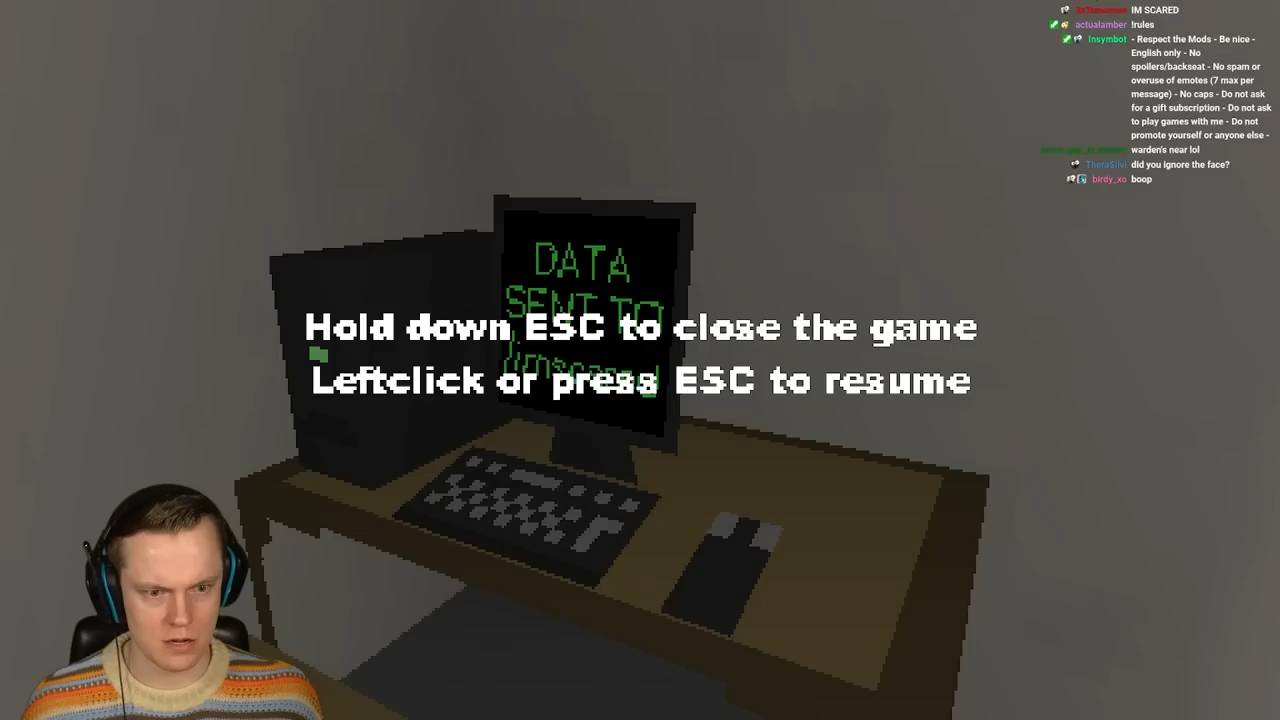 IM SCARED
actualamber !rules
Insymbot - Respect the Mods - Be nice -
English only - No
spoilers/backseat - No spam or
overuse of emotes (7 max per
message) - No caps - Do not ask
for a gift subscription - Do not ask
to play games with me - Do not
promote yourself or anyone else -
warden's near lol
TheraSilvi did you ignore the face?
birdy_xo boop
DATA
SENT TO
/imscared
Hold down ESC to close the game
Leftclick or press ESC to resume